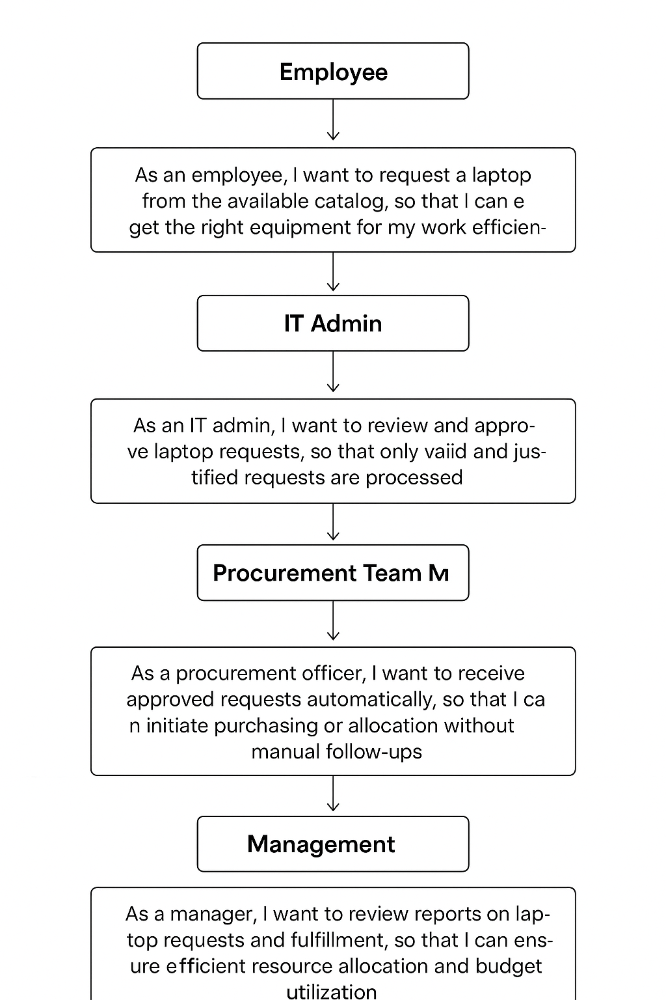 Employee
As an employee, I want to request a laptop
from the available catalog, so that I can e
get the right equipment for my work efficien-
IT Admin
As an IT admin, I want to review and appro-
ve laptop requests, so that only vaiid and jus-
tified requests are processed
Procurement Team M
As a procurement officer, I want to receive
approved requests automatically, so that I ca
n initiate purchasing or allocation without
manual follow-ups
Management
As a manager, I want to review reports on lap-
top requests and fulfillment, so that I can ens-
ure efficient resource allocation and budget
utilization